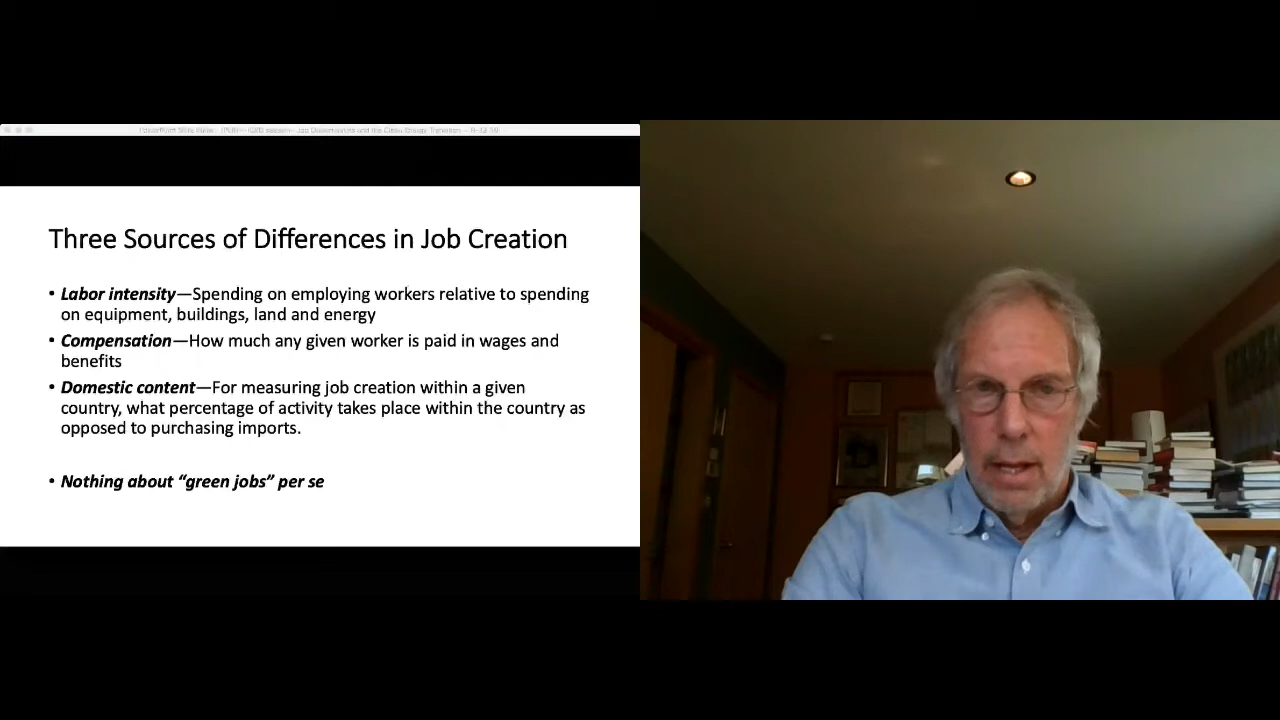 Three Sources of Differences in Job Creation
• Labor intensity—Spending on employing workers relative to spending
on equipment, buildings, land and energy
• Compensation—How much any given worker is paid in wages and
benefits
• Domestic content—For measuring job creation within a given
country, what percentage of activity takes place within the country as
opposed to purchasing imports.
• Nothing about “green jobs” per se